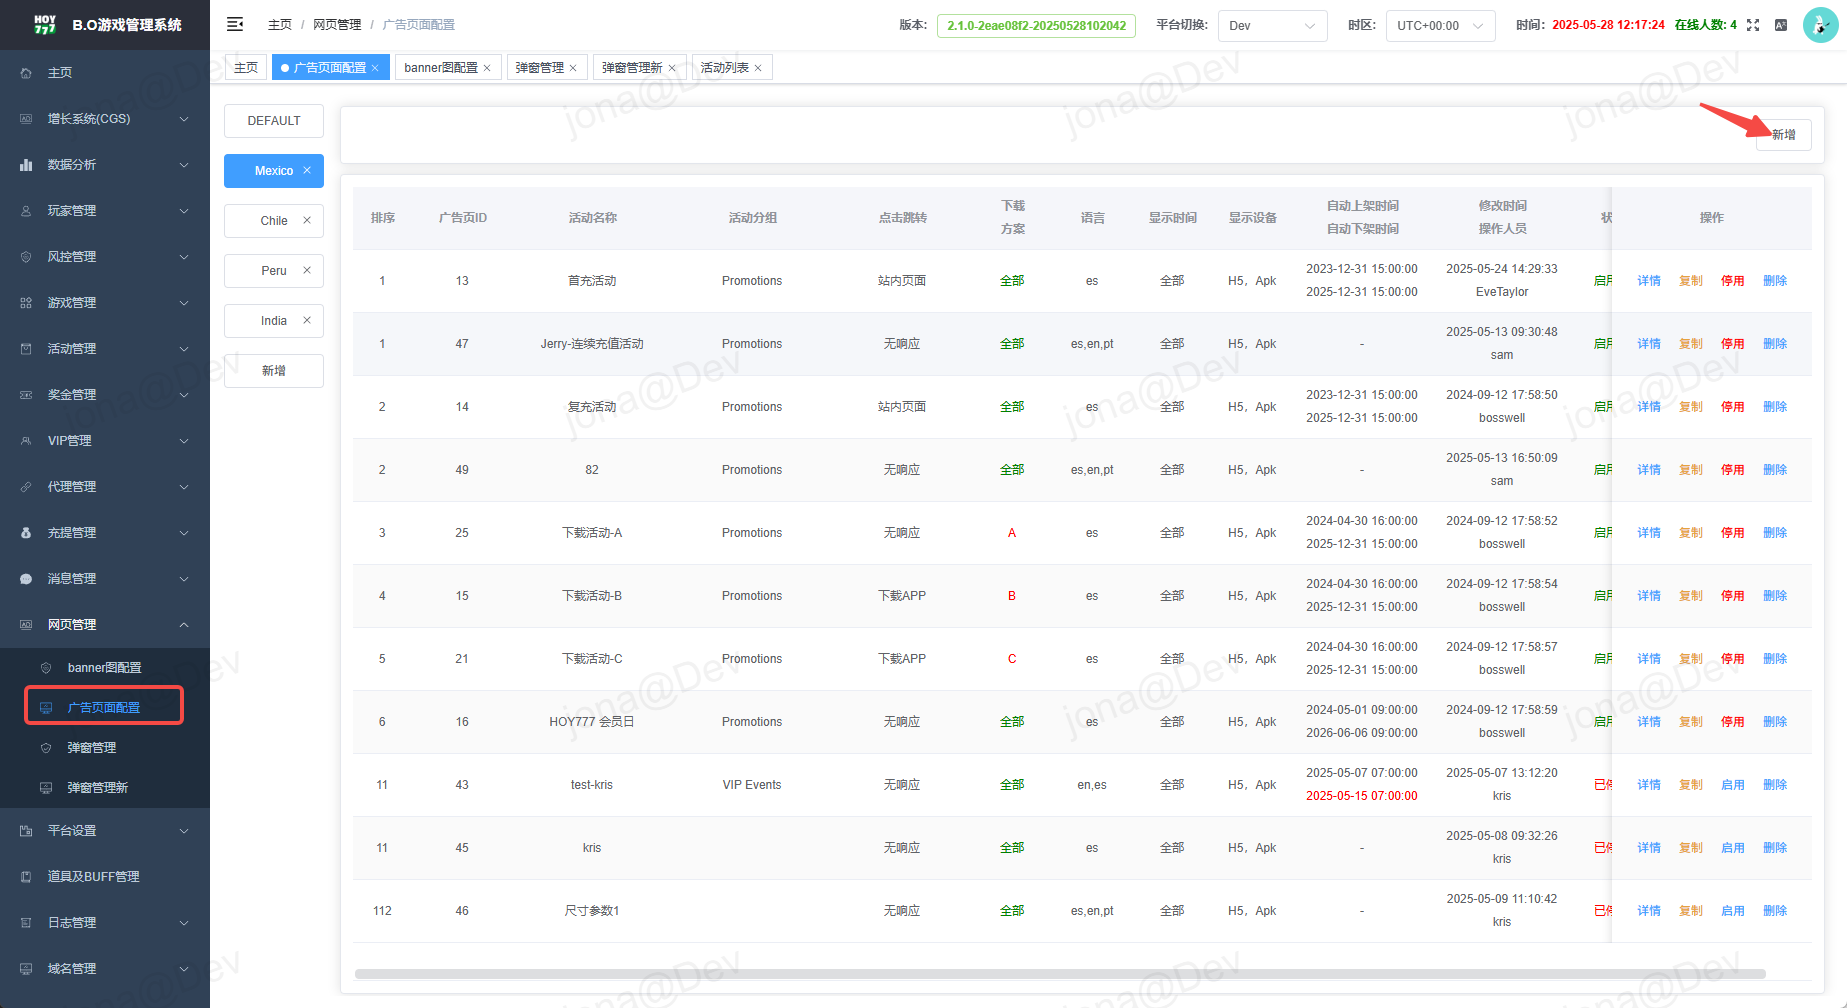 HOY 777 B.O游戏管理系统
主页 / 网页管理 / 广告页面配置
版本: 2.1.0-2eae08f2-20250528102042 平台切换: Dev 时区: UTC+00:00 时间: 2025-05-28 12:17:24 在线人数: 4
主页 广告页面配置 × banner图配置 × 弹窗管理 × 弹窗管理新 × 活动列表 ×
主页
增长系统(CGS)
数据分析
玩家管理
风控管理
游戏管理
活动管理
奖金管理
VIP管理
代理管理
充提管理
消息管理
网页管理
banner图配置
广告页面配置
弹窗管理
弹窗管理新
平台设置
道具及BUFF管理
日志管理
域名管理
DEFAULT
Mexico ×
Chile ×
Peru ×
India ×
新增
新增
排序 广告页ID 活动名称 活动分组 点击跳转 下载方案 语言 显示时间 显示设备 自动上架时间 自动下架时间 修改时间 操作人员 操作
1 13 首充活动 Promotions 站内页面 全部 es 全部 H5，Apk 2023-12-31 15:00:00 2025-12-31 15:00:00 2025-05-24 14:29:33 EveTaylor 启用 详情 复制 停用 删除
1 47 Jerry-连续充值活动 Promotions 无响应 全部 es,en,pt 全部 H5，Apk - 2025-05-13 09:30:48 sam 启用 详情 复制 停用 删除
2 14 复充活动 Promotions 站内页面 全部 es 全部 H5，Apk 2023-12-31 15:00:00 2025-12-31 15:00:00 2024-09-12 17:58:50 bosswell 启用 详情 复制 停用 删除
2 49 82 Promotions 无响应 全部 es,en,pt 全部 H5，Apk - 2025-05-13 16:50:09 sam 启用 详情 复制 停用 删除
3 25 下载活动-A Promotions 无响应 A es 全部 H5，Apk 2024-04-30 16:00:00 2025-12-31 15:00:00 2024-09-12 17:58:52 bosswell 启用 详情 复制 停用 删除
4 15 下载活动-B Promotions 下载APP B es 全部 H5，Apk 2024-04-30 16:00:00 2025-12-31 15:00:00 2024-09-12 17:58:54 bosswell 启用 详情 复制 停用 删除
5 21 下载活动-C Promotions 下载APP C es 全部 H5，Apk 2024-04-30 16:00:00 2025-12-31 15:00:00 2024-09-12 17:58:57 bosswell 启用 详情 复制 停用 删除
6 16 HOY777 会员日 Promotions 无响应 全部 es 全部 H5，Apk 2024-05-01 09:00:00 2026-06-06 09:00:00 2024-09-12 17:58:59 bosswell 启用 详情 复制 停用 删除
11 43 test-kris VIP Events 无响应 全部 en,es 全部 H5，Apk 2025-05-07 07:00:00 2025-05-15 07:00:00 2025-05-07 13:12:20 kris 已停 详情 复制 启用 删除
11 45 kris 无响应 全部 es 全部 H5，Apk - 2025-05-08 09:32:26 kris 已停 详情 复制 启用 删除
112 46 尺寸参数1 无响应 全部 es,en,pt 全部 H5，Apk - 2025-05-09 11:10:42 kris 已停 详情 复制 启用 删除
jona@Dev